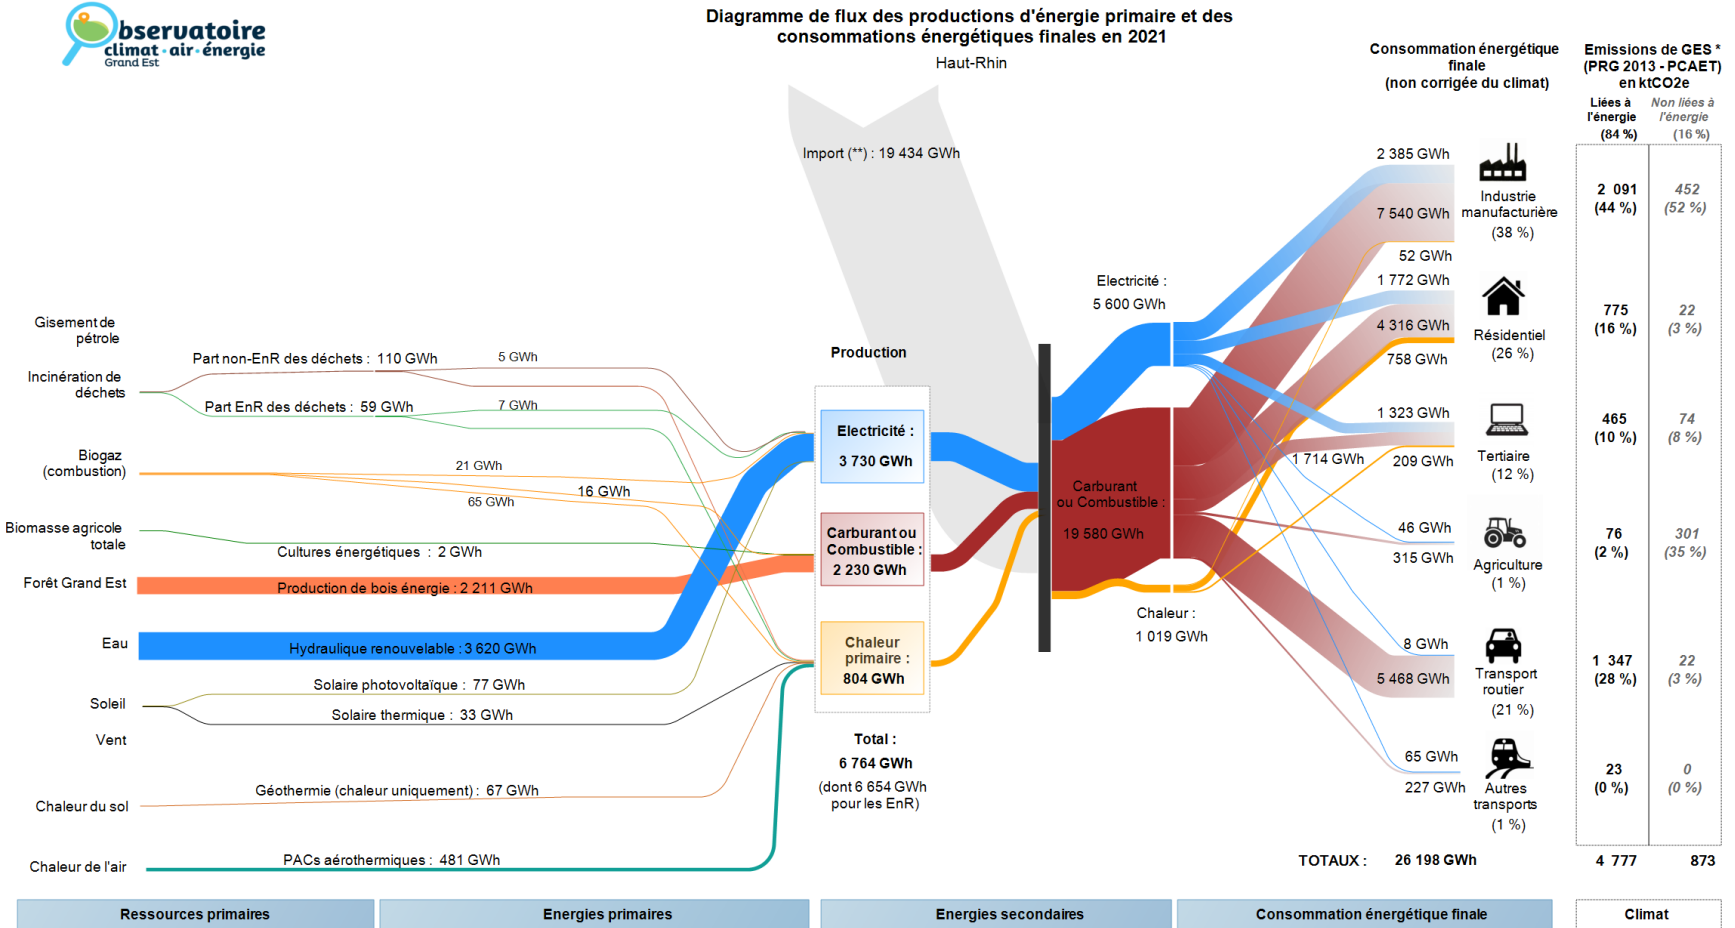 Observatoire
climat · air · énergie
Grand Est
Diagramme de flux des productions d'énergie primaire et des
consommations énergétiques finales en 2021
Haut-Rhin
Consommation énergétique
finale
(non corrigée du climat)
Emissions de GES *
(PRG 2013 - PCAET)
en ktCO2e
Liées à
l'énergie
(84 %)
Non liées à
l'énergie
(16 %)
Import (**) : 19 434 GWh
Gisement de
pétrole
Incinération de
déchets
Part non-EnR des déchets : 110 GWh
5 GWh
Part EnR des déchets : 59 GWh
7 GWh
Biogaz
(combustion)
21 GWh
16 GWh
65 GWh
Biomasse agricole
totale
Cultures énergétiques : 2 GWh
Forêt Grand Est
Production de bois énergie : 2 211 GWh
Eau
Hydraulique renouvelable : 3 620 GWh
Soleil
Solaire photovoltaïque : 77 GWh
Solaire thermique : 33 GWh
Vent
Chaleur du sol
Géothermie (chaleur uniquement) : 67 GWh
Chaleur de l'air
PACs aérothermiques : 481 GWh
Production
Electricité :
3 730 GWh
Carburant ou
Combustible :
2 230 GWh
Chaleur
primaire :
804 GWh
Total :
6 764 GWh
(dont 6 654 GWh
pour les EnR)
Electricité :
5 600 GWh
Carburant
ou Combustible :
19 580 GWh
Chaleur :
1 019 GWh
2 385 GWh
7 540 GWh
52 GWh
Industrie
manufacturière
(38 %)
2 091
(44 %)
452
(52 %)
1 772 GWh
4 316 GWh
758 GWh
Résidentiel
(26 %)
775
(16 %)
22
(3 %)
1 323 GWh
1 714 GWh
209 GWh
Tertiaire
(12 %)
465
(10 %)
74
(8 %)
46 GWh
315 GWh
Agriculture
(1 %)
76
(2 %)
301
(35 %)
8 GWh
5 468 GWh
Transport
routier
(21 %)
1 347
(28 %)
22
(3 %)
65 GWh
227 GWh
Autres
transports
(1 %)
23
(0 %)
0
(0 %)
TOTAUX : 26 198 GWh
4 777
873
Ressources primaires
Energies primaires
Energies secondaires
Consommation énergétique finale
Climat